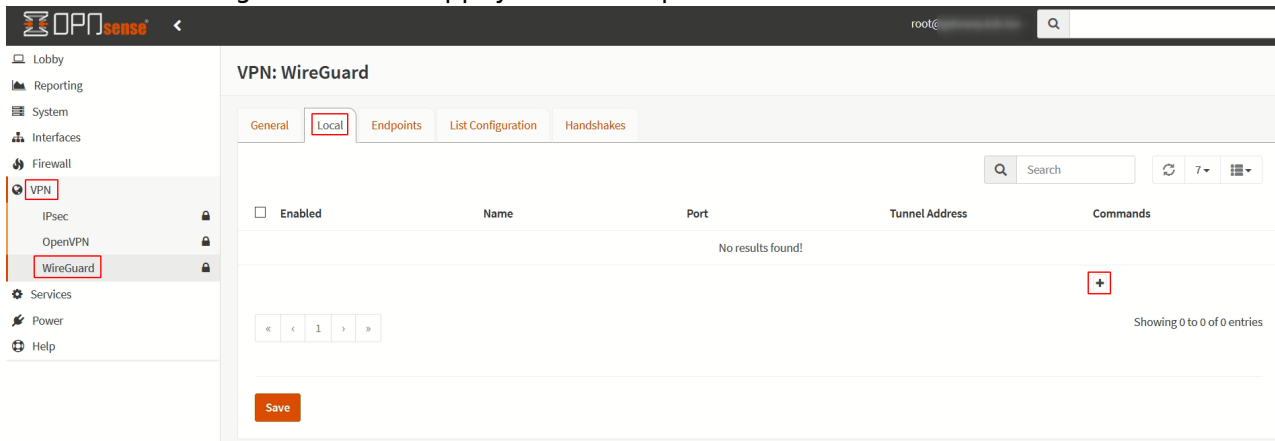 OPNsense
root@
Lobby
Reporting
System
Interfaces
Firewall
VPN
IPsec
OpenVPN
WireGuard
Services
Power
Help
VPN: WireGuard
General Local Endpoints List Configuration Handshakes
Search 7
Enabled Name Port Tunnel Address Commands
No results found!
+
« ‹ 1 › »
Showing 0 to 0 of 0 entries
Save